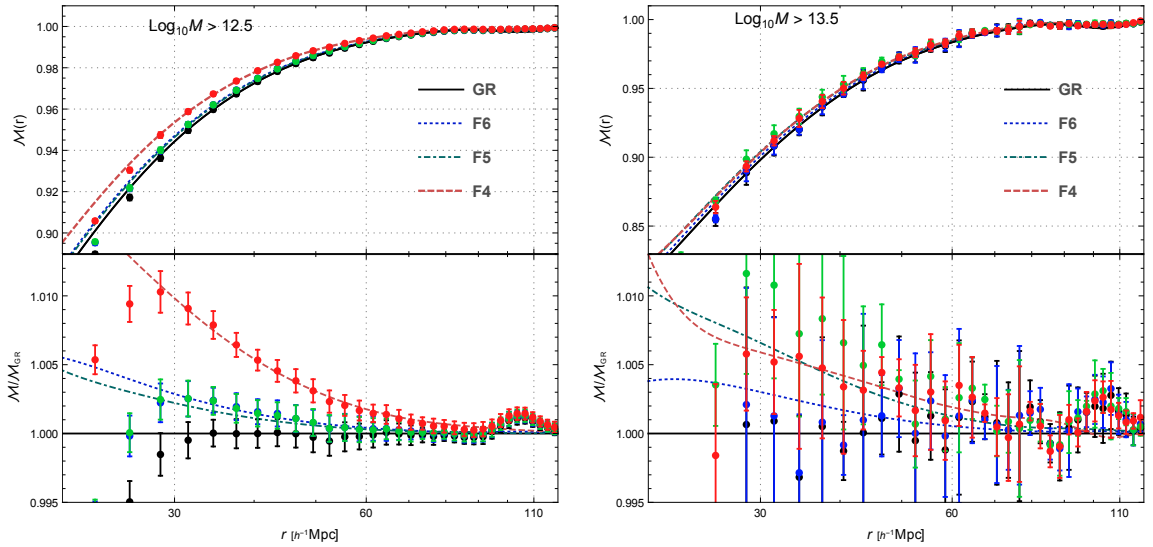 Log₁₀M > 12.5
1.00
0.98
0.96
0.94
0.92
0.90
ℳ(r)
GR
F6
F5
F4
1.010
1.005
1.000
0.995
ℳ/ℳGR
30
60
110
r [h⁻¹Mpc]
Log₁₀M > 13.5
1.00
0.95
0.90
0.85
ℳ(r)
GR
F6
F5
F4
1.010
1.005
1.000
0.995
ℳ/ℳGR
30
60
110
r [h⁻¹Mpc]